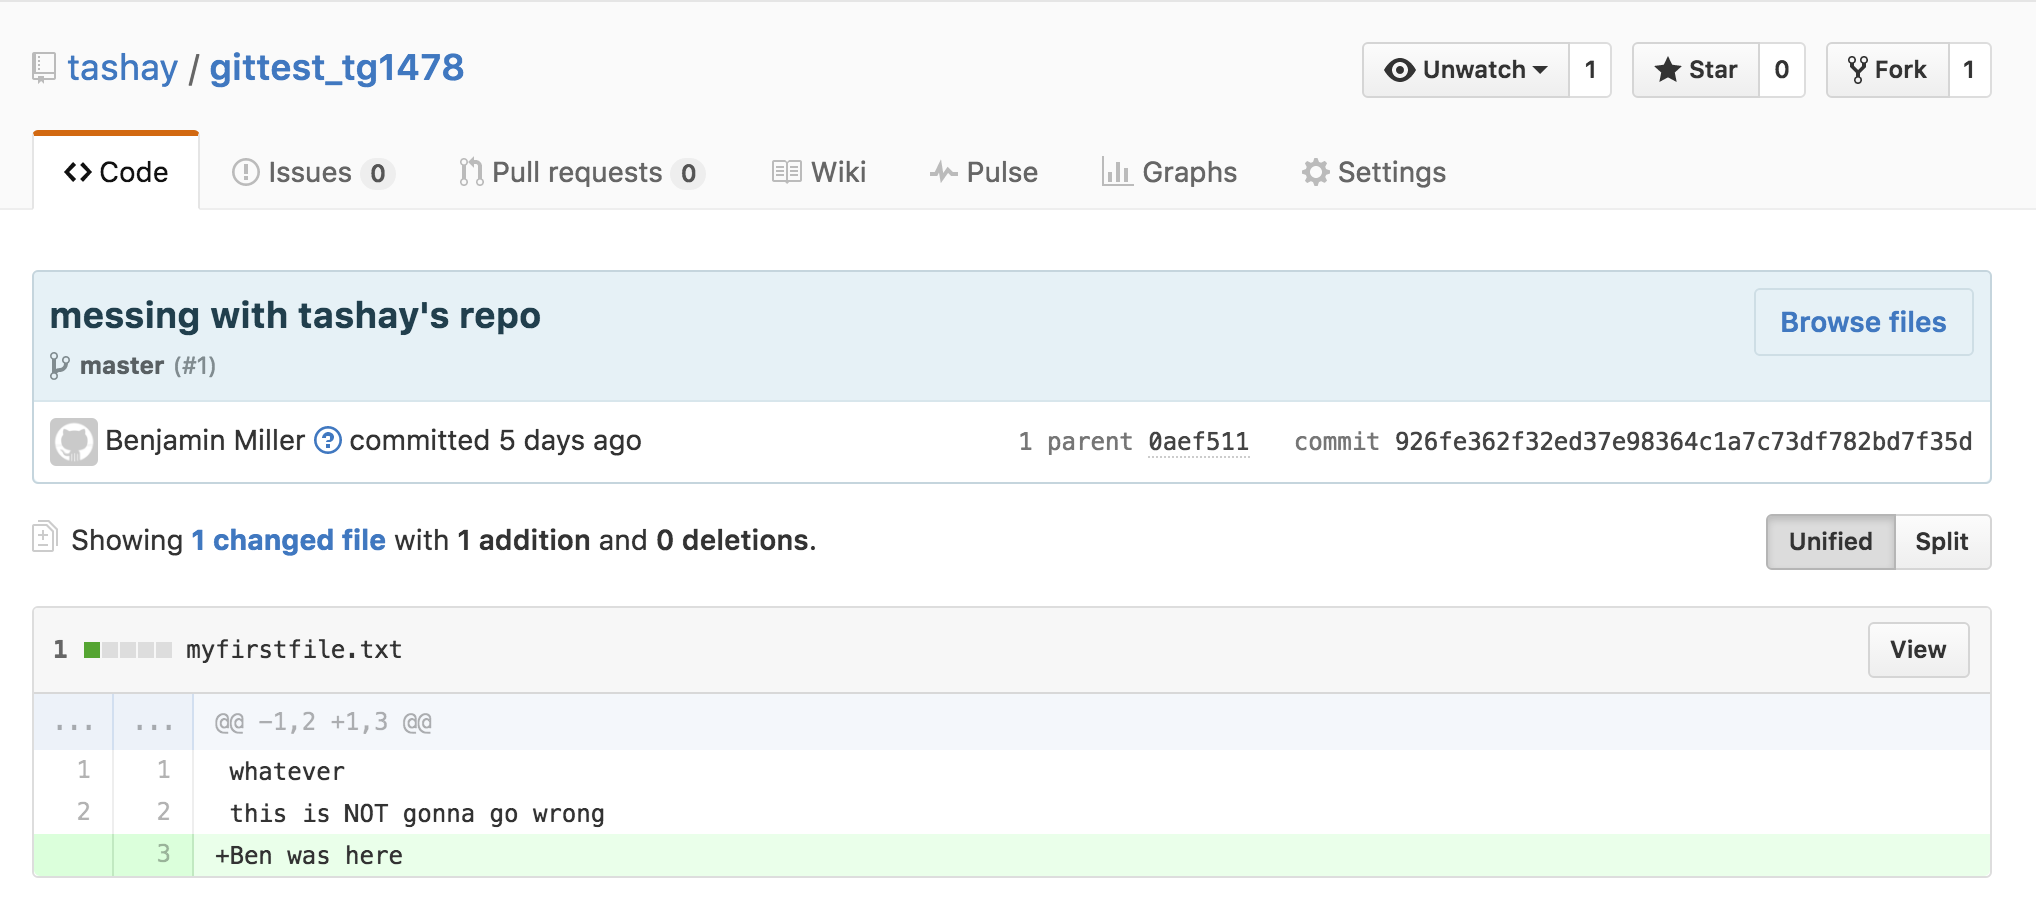 tashay / gittest_tg1478
Unwatch 1 Star 0 Fork 1
Code Issues 0 Pull requests 0 Wiki Pulse Graphs Settings
messing with tashay's repo
Browse files
master (#1)
Benjamin Miller ? committed 5 days ago 1 parent 0aef511 commit 926fe362f32ed37e98364c1a7c73df782bd7f35d
Showing 1 changed file with 1 addition and 0 deletions.
Unified Split
1 myfirstfile.txt View
... ... @@ -1,2 +1,3 @@
1 1 whatever
2 2 this is NOT gonna go wrong
3 +Ben was here